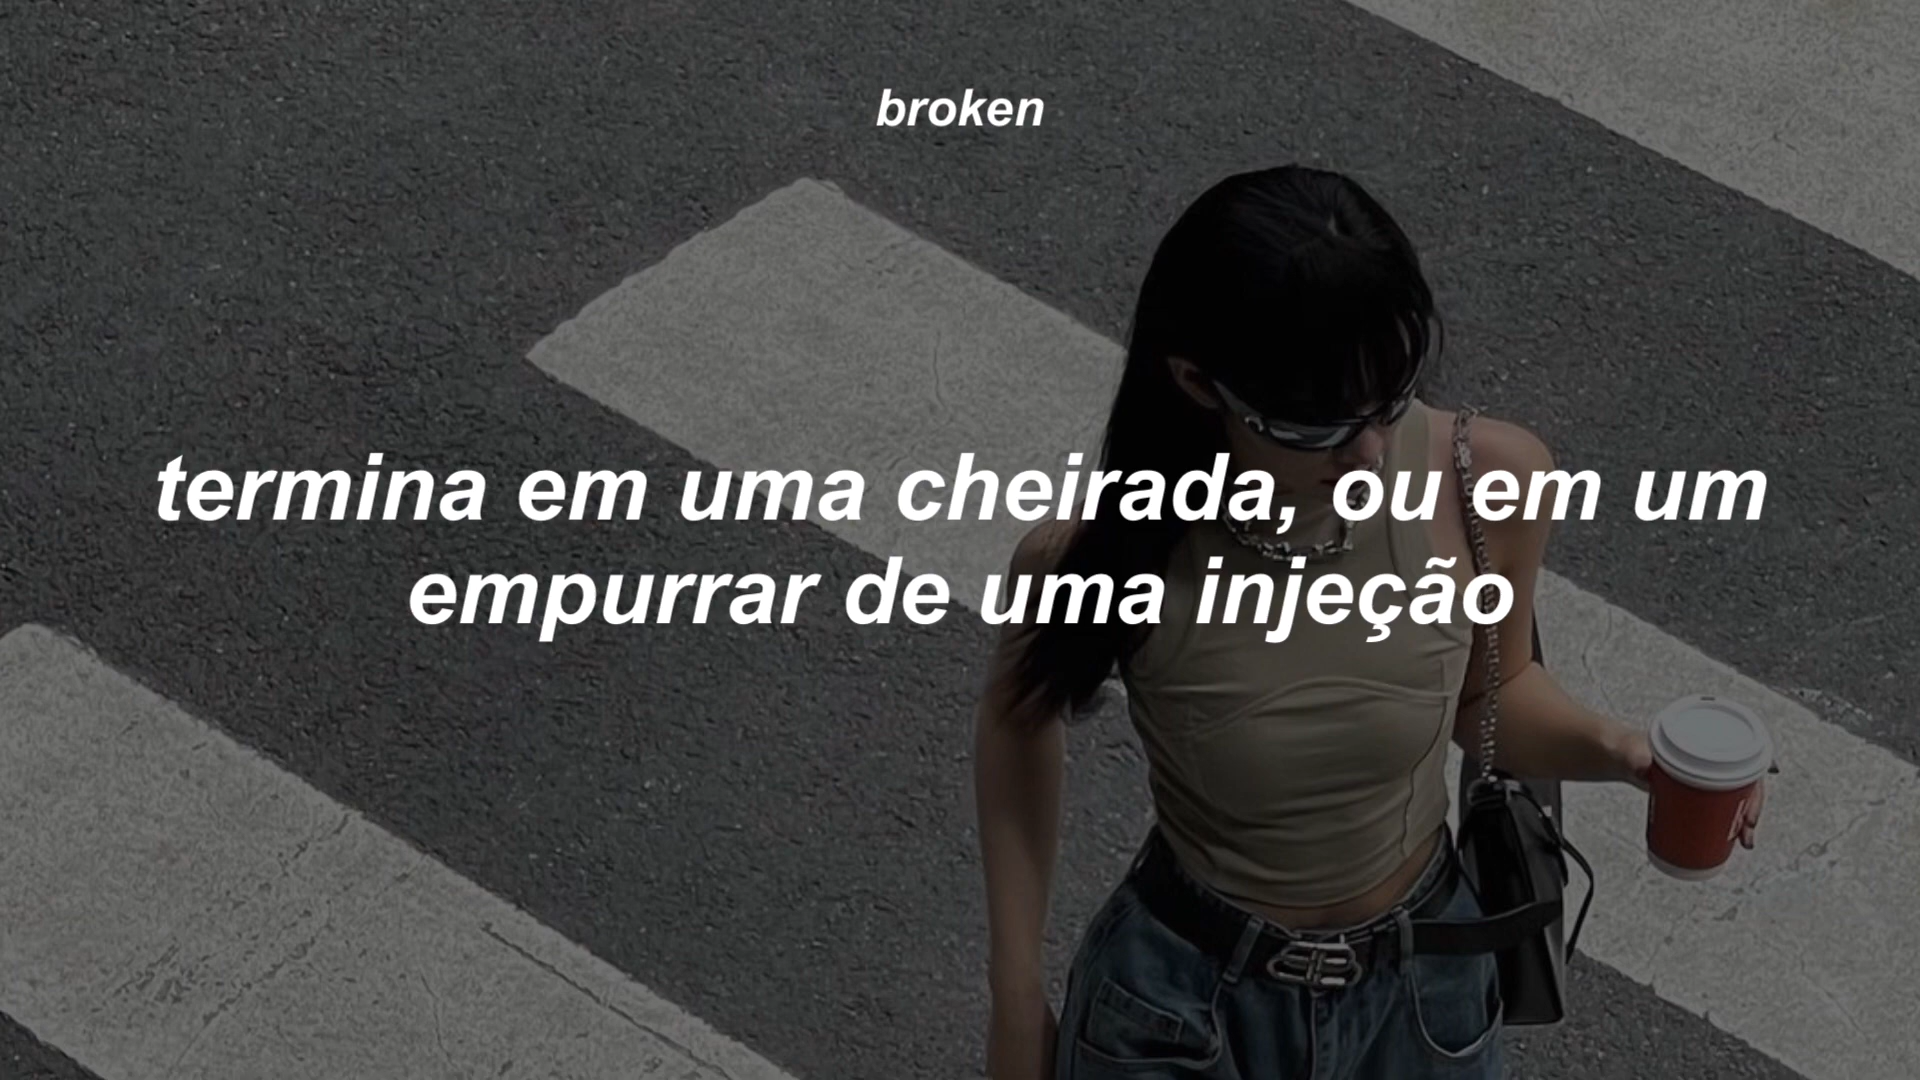 broken
termina em uma cheirada, ou em um
empurrar de uma injeção